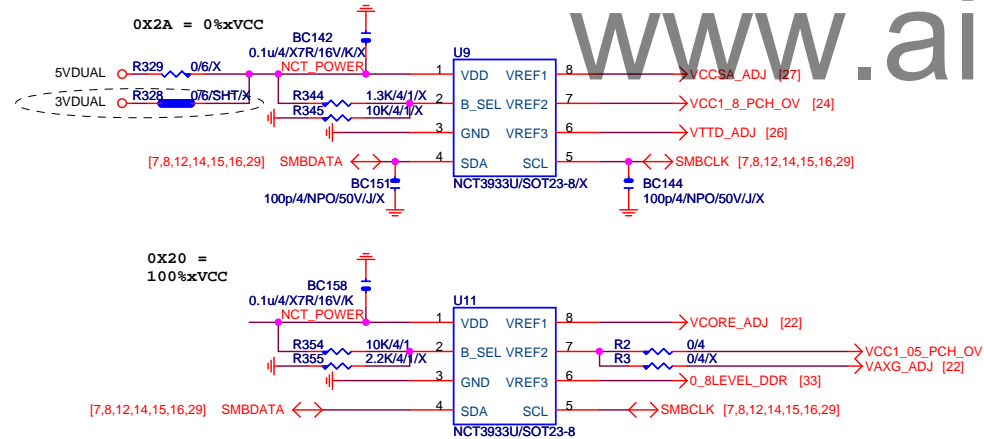 www.ai
0X2A = 0%xVCC
BC142
0.1u/4/X7R/16V/K/X
NCT_POWER
U9
5VDUAL R329 0/6/X
3VDUAL R328 0/6/SHT/X
1 VDD VREF1 8 VCCSA_ADJ [27]
R344 1.3K/4/1/X 2 B_SEL VREF2 7 VCC1_8_PCH_OV [24]
R345 10K/4/1/X
3 GND VREF3 6 VTTD_ADJ [26]
[7,8,12,14,15,16,29] SMBDATA 4 SDA SCL 5 SMBCLK [7,8,12,14,15,16,29]
BC151 NCT3933U/SOT23-8/X BC144
100p/4/NPO/50V/J/X 100p/4/NPO/50V/J/X
0X20 =
100%xVCC
BC158
0.1u/4/X7R/16V/K
NCT_POWER
U11
1 VDD VREF1 8 VCORE_ADJ [22]
R354 10K/4/1 2 B_SEL VREF2 7 R2 0/4 VCC1_05_PCH_OV
R355 2.2K/4/1/X R3 0/4/X VAXG_ADJ [22]
3 GND VREF3 6 0_8LEVEL_DDR [33]
[7,8,12,14,15,16,29] SMBDATA 4 SDA SCL 5 SMBCLK [7,8,12,14,15,16,29]
NCT3933U/SOT23-8